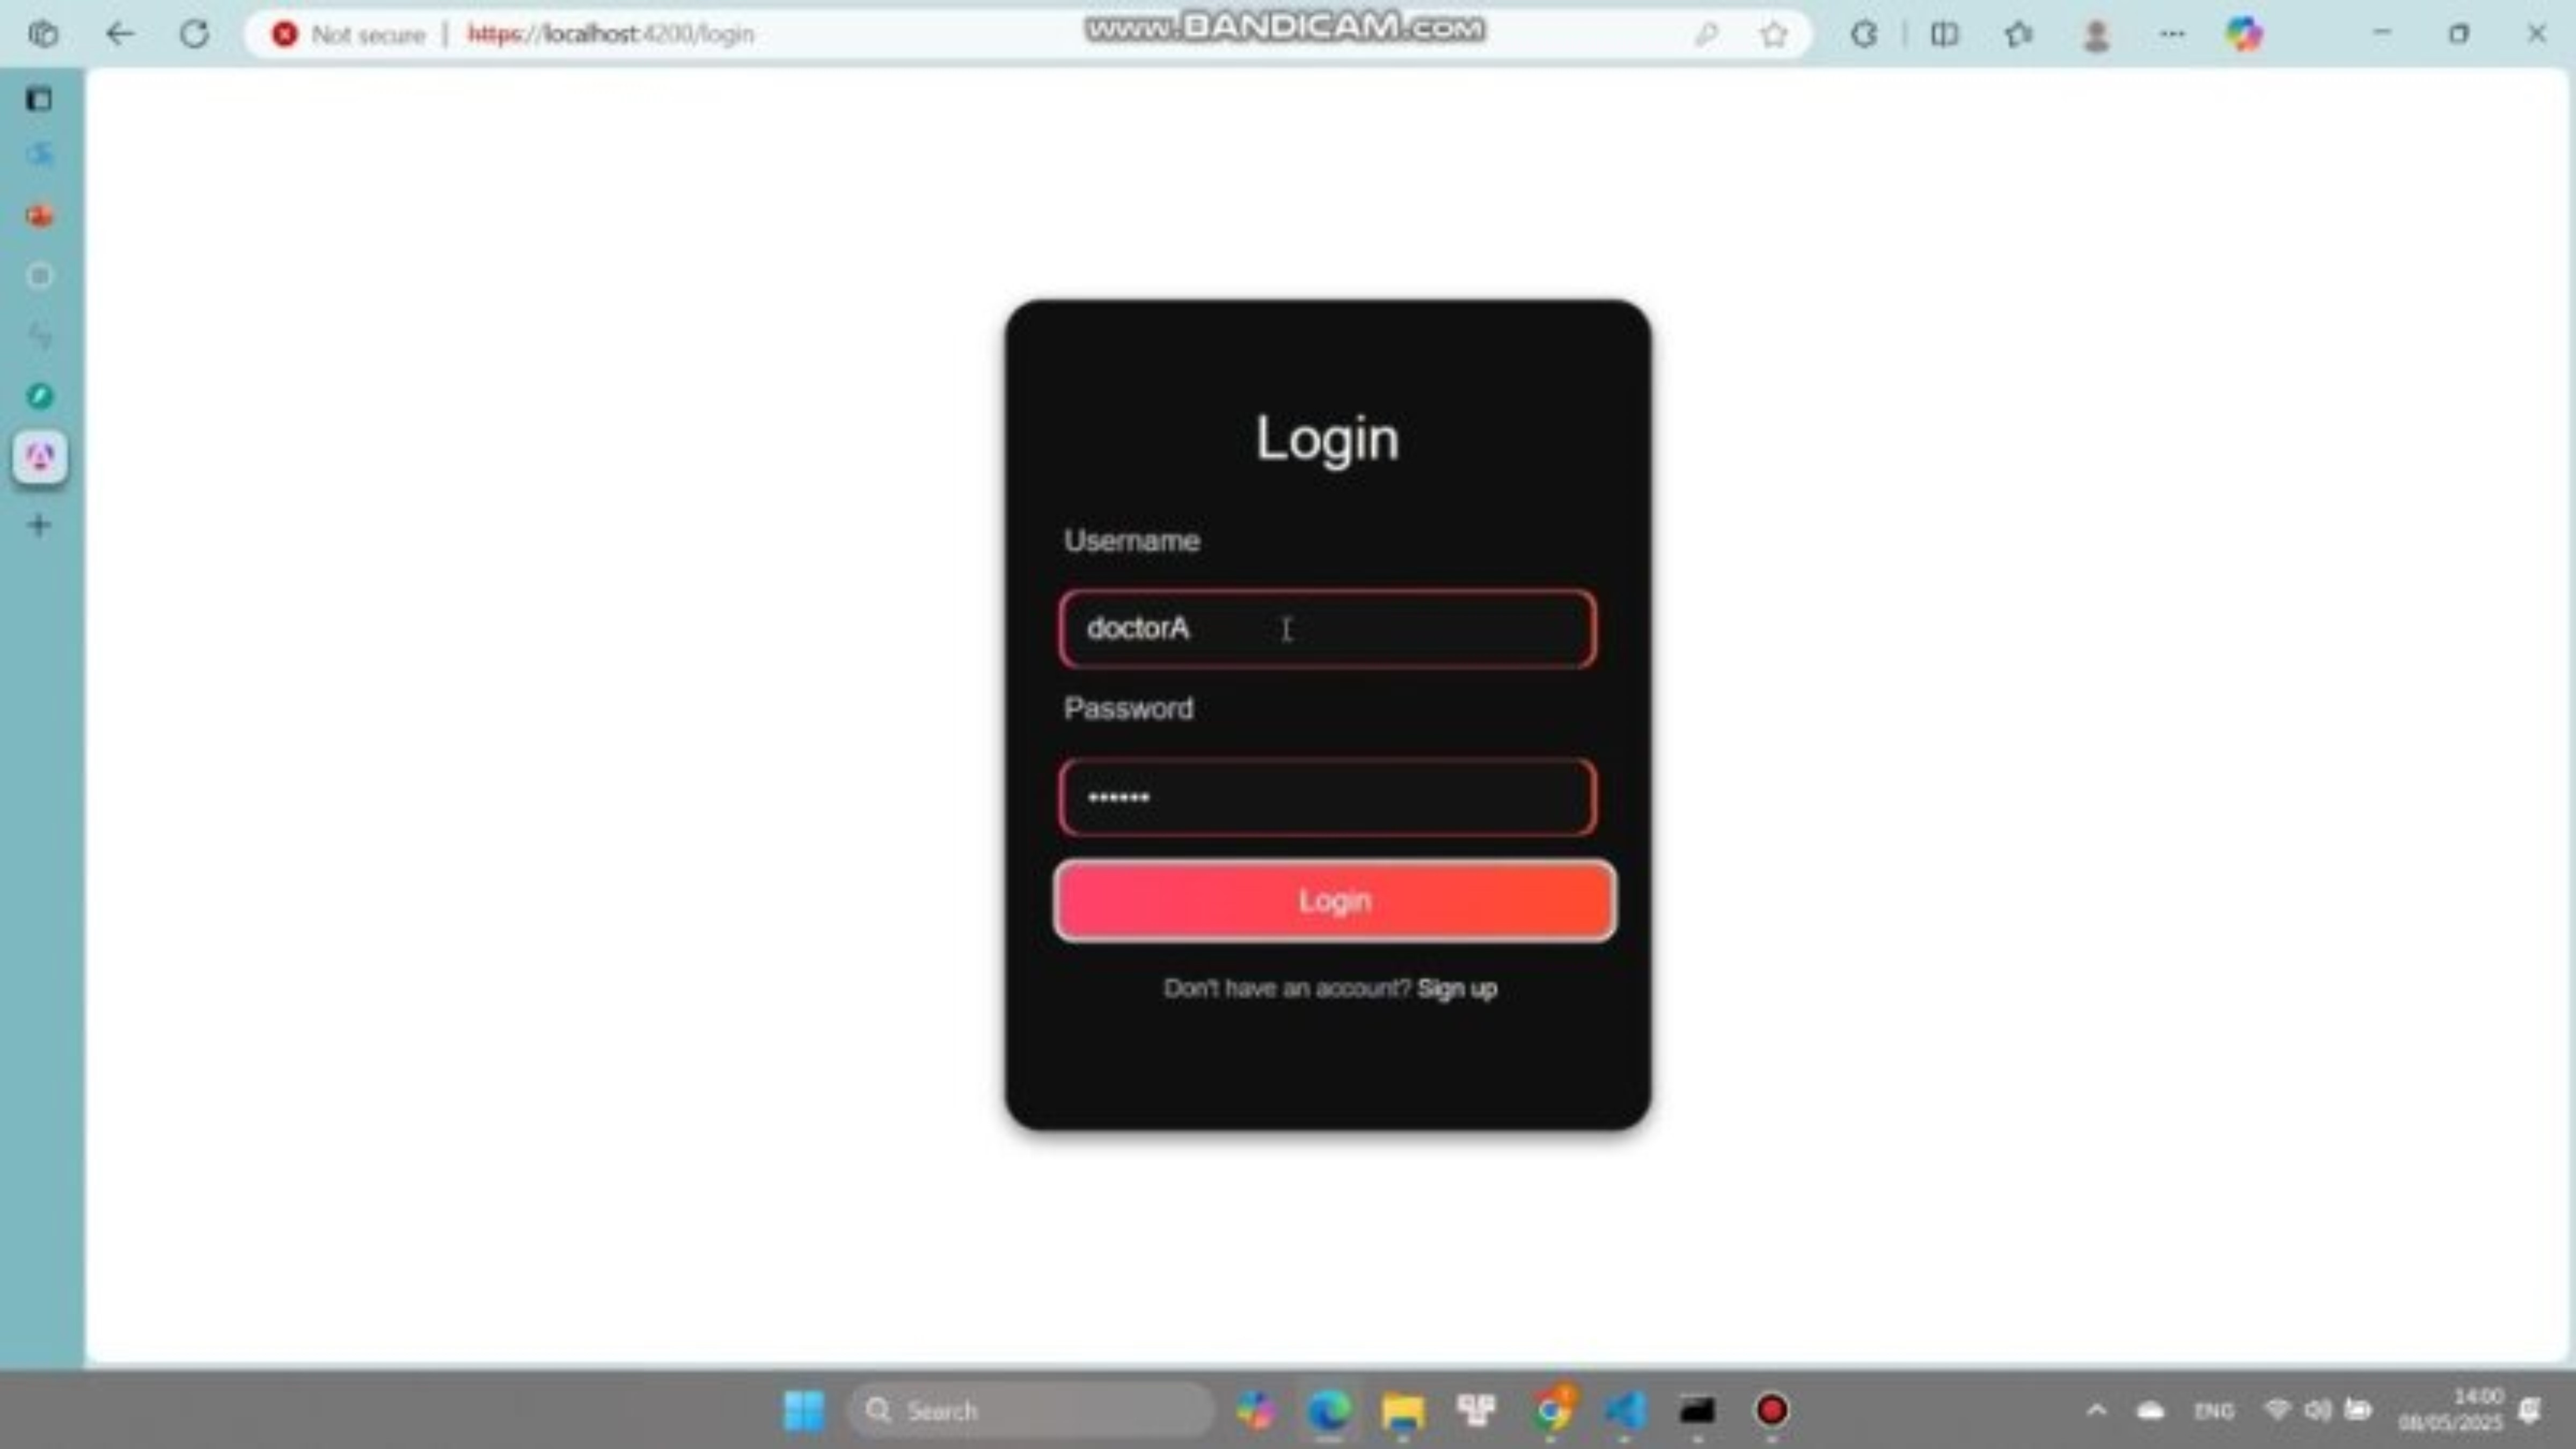 Not secure | https://localhost:4200/login
www.BANDICAM.com
Login
Username
doctorA
Password
••••••
Login
Don't have an account? Sign up
Search
ENG
14:00
08/05/2025